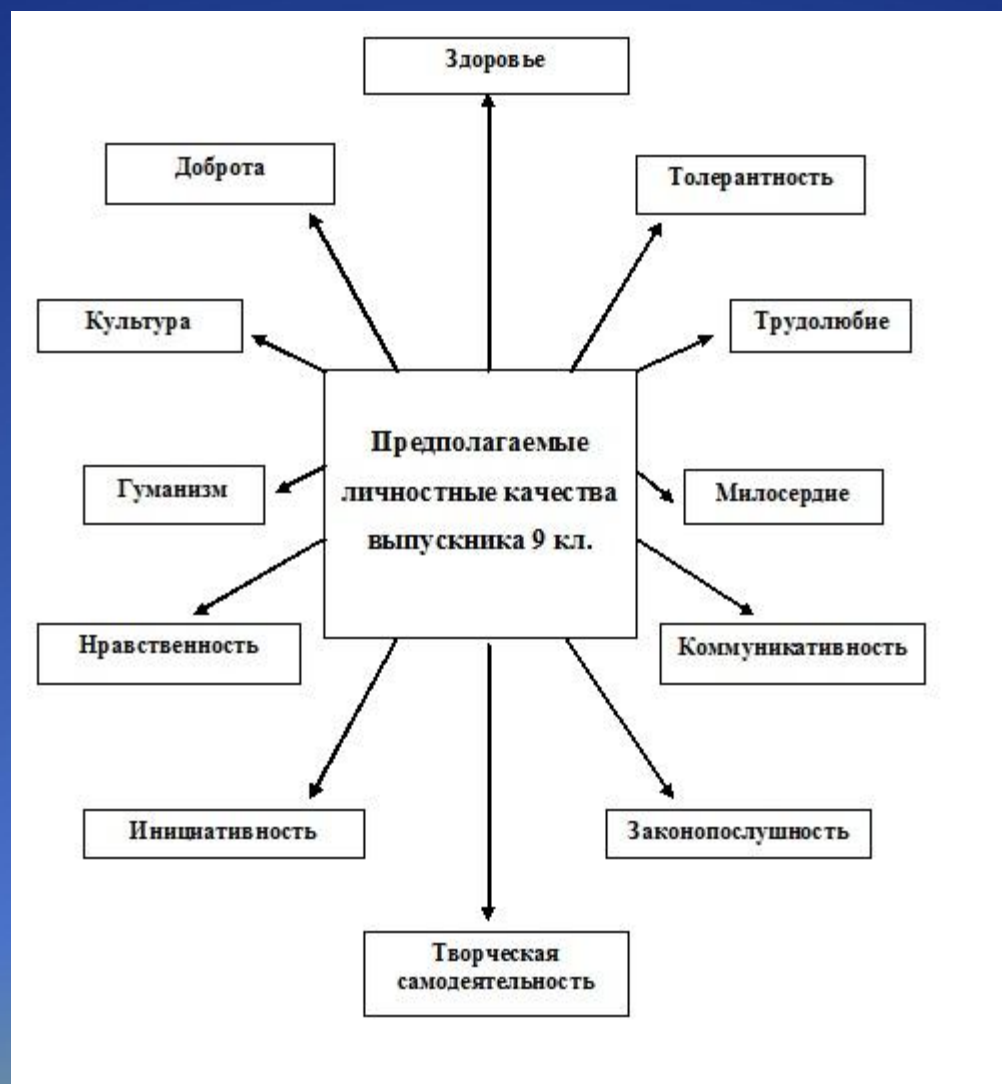 Здоровье
Доброта
Толерантность
Культура
Трудолюбие
Предполагаемые
личностные качества
выпускника 9 кл.
Гуманизм
Милосердие
Нравственность
Коммуникативность
Инициативность
Законопослушность
Творческая
самодеятельность